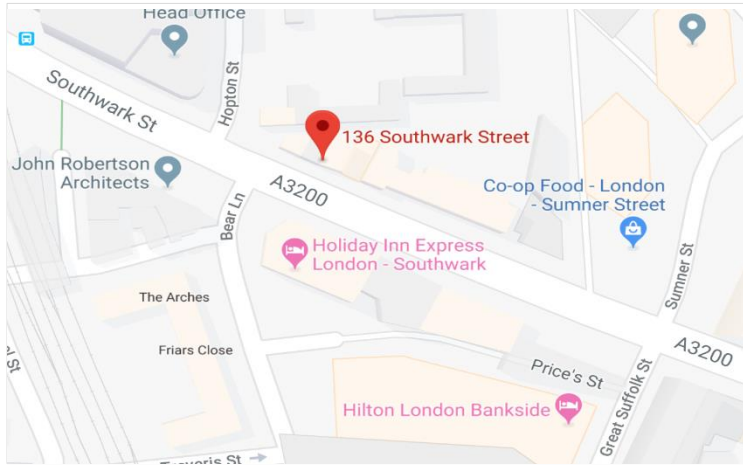 Head Office
Southwark St
Hopton St
136 Southwark Street
John Robertson
Architects
A3200
Co-op Food - London
- Sumner Street
Bear Ln
Holiday Inn Express
London - Southwark
Sumner St
The Arches
Friars Close
A3200
Price's St
Great Suffolk St
Hilton London Bankside
St
Treveris St